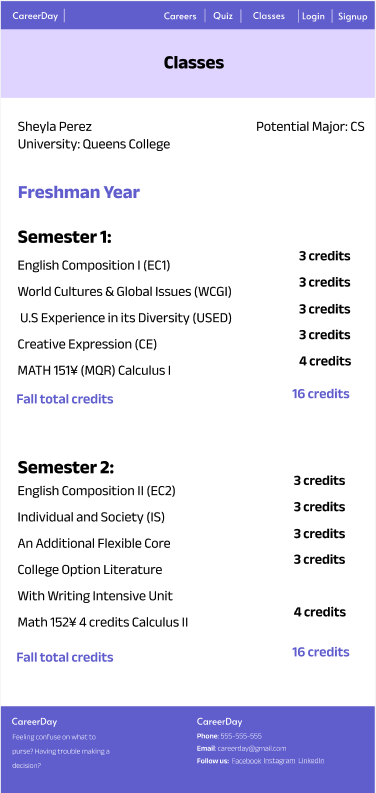 CareerDay | Careers | Quiz | Classes | Login | Signup
Classes
Sheyla Perez Potential Major: CS
University: Queens College
Freshman Year
Semester 1:
English Composition I (EC1) 3 credits
World Cultures & Global Issues (WCGI) 3 credits
U.S Experience in its Diversity (USED) 3 credits
Creative Expression (CE) 3 credits
MATH 151¥ (MQR) Calculus I 4 credits
Fall total credits 16 credits
Semester 2:
English Composition II (EC2) 3 credits
Individual and Society (IS) 3 credits
An Additional Flexible Core 3 credits
College Option Literature 3 credits
With Writing Intensive Unit
Math 152¥ 4 credits Calculus II 4 credits
Fall total credits 16 credits
CareerDay
Feeling confuse on what to
purse? Having trouble making a
decision?
CareerDay
Phone: 555-555-555
Email: careerday@gmail.com
Follow us: Facebook Instagram LinkedIn